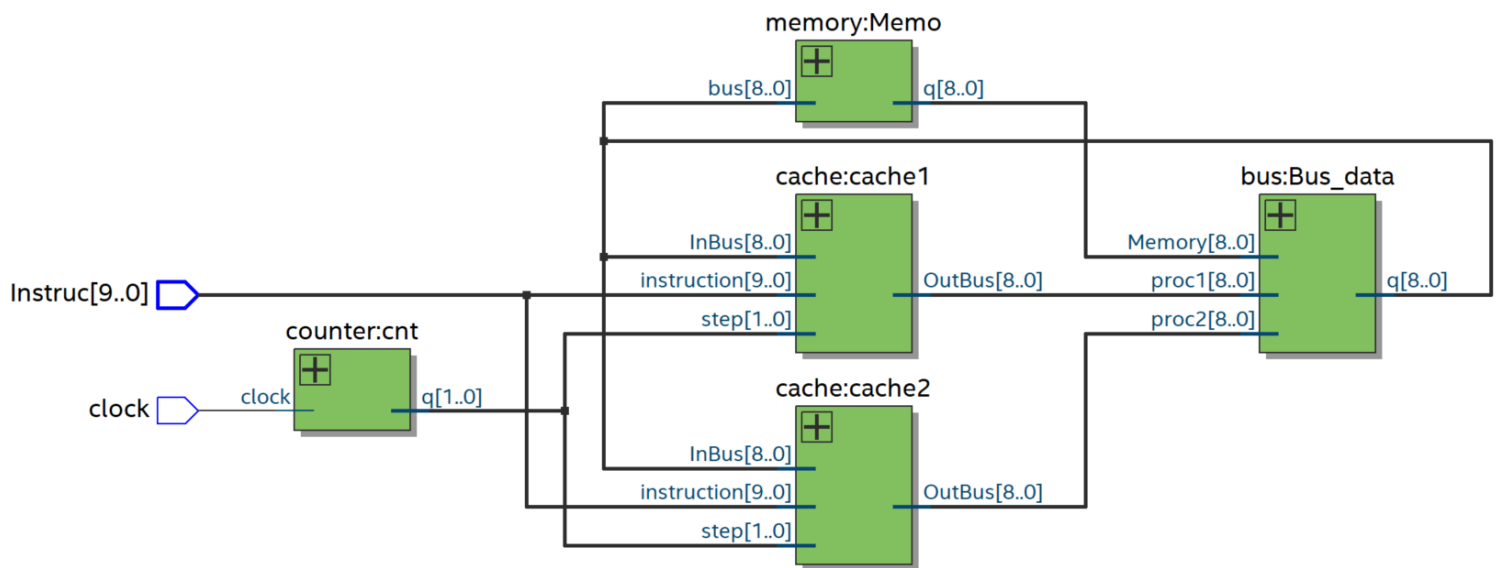 memory:Memo
bus[8..0]
q[8..0]
cache:cache1
bus:Bus_data
InBus[8..0]
Memory[8..0]
Instruc[9..0]
instruction[9..0]
OutBus[8..0]
proc1[8..0]
q[8..0]
counter:cnt
step[1..0]
proc2[8..0]
clock
clock
q[1..0]
cache:cache2
InBus[8..0]
instruction[9..0]
OutBus[8..0]
step[1..0]